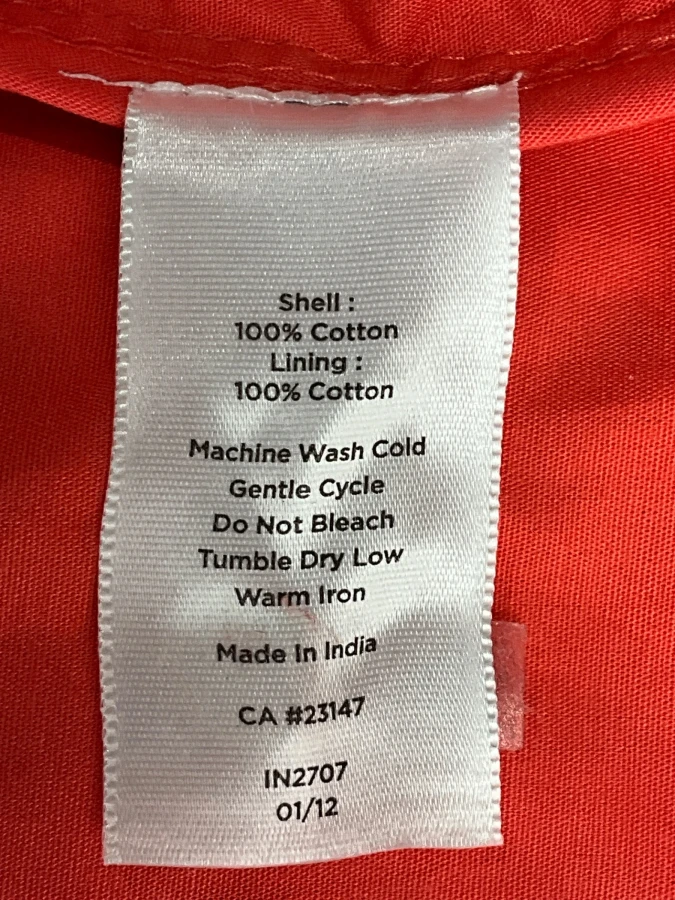 Shell :
100% Cotton
Lining :
100% Cotton
Machine Wash Cold
Gentle Cycle
Do Not Bleach
Tumble Dry Low
Warm Iron
Made In India
CA #23147
IN2707
01/12